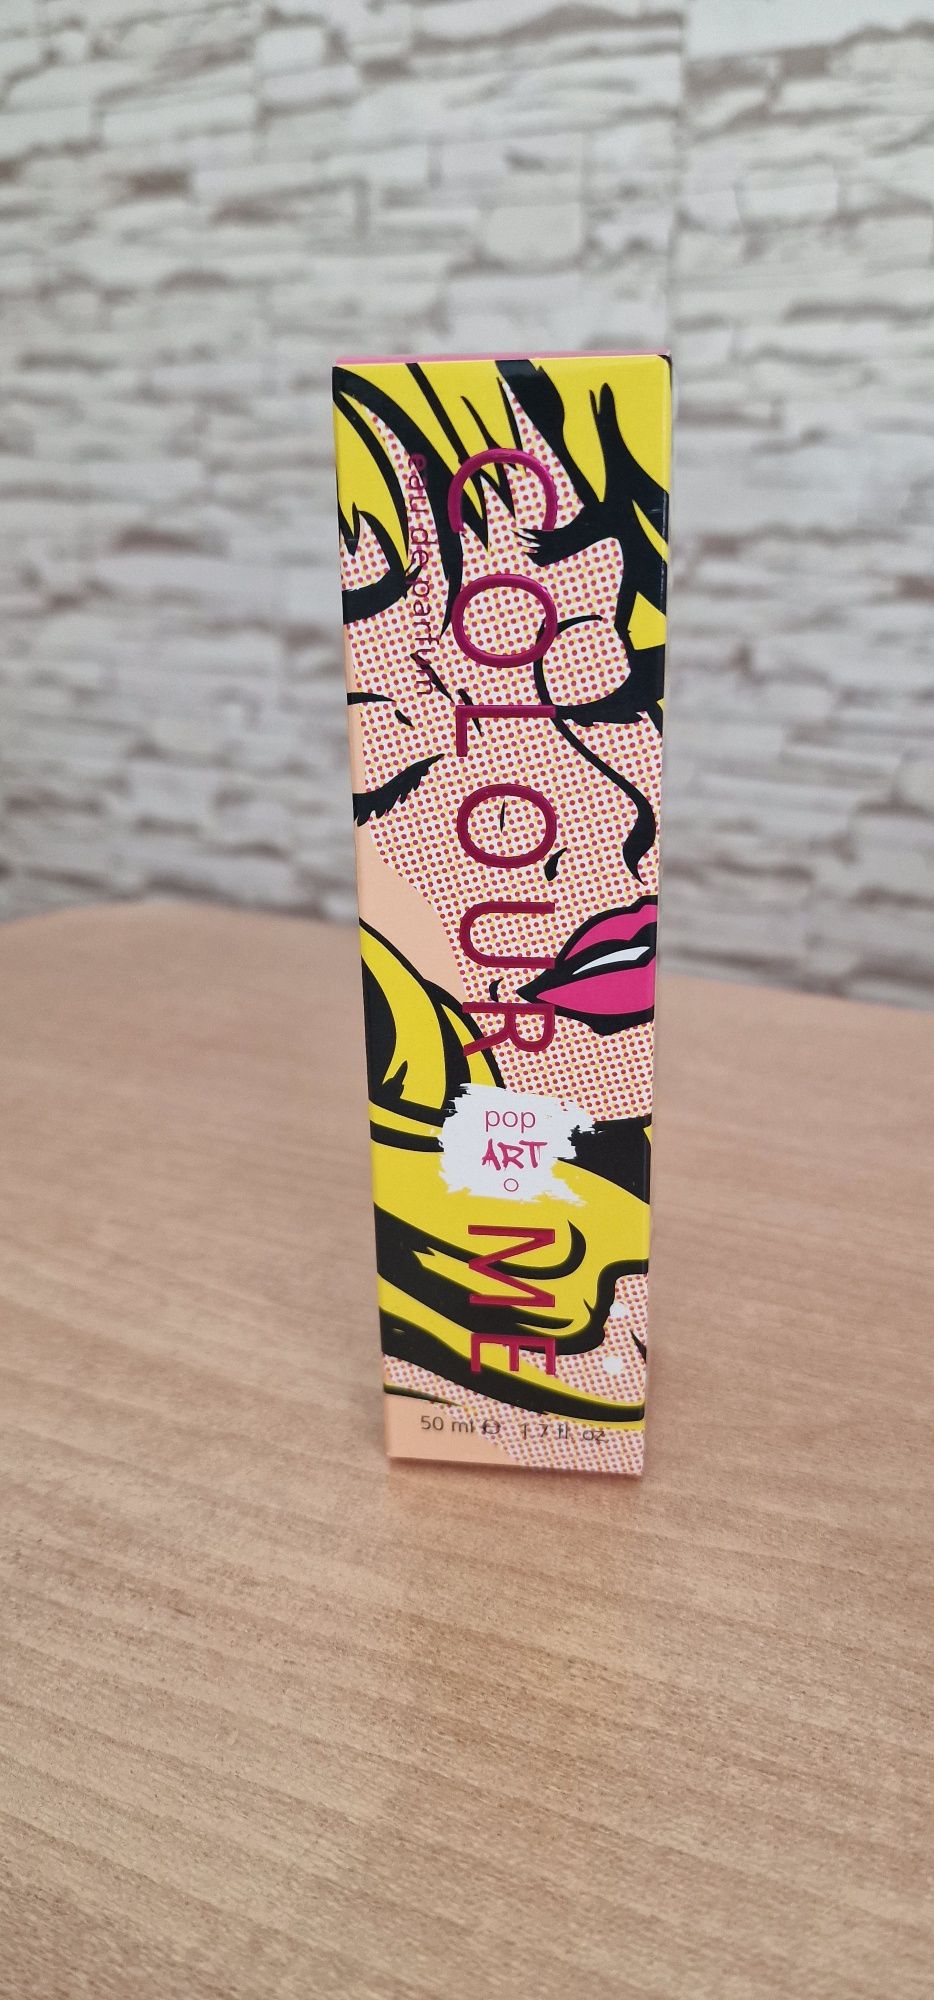 COLOUR ME
eau de parfum
pop
ART
50 ml ℮ 1.7 fl. oz.